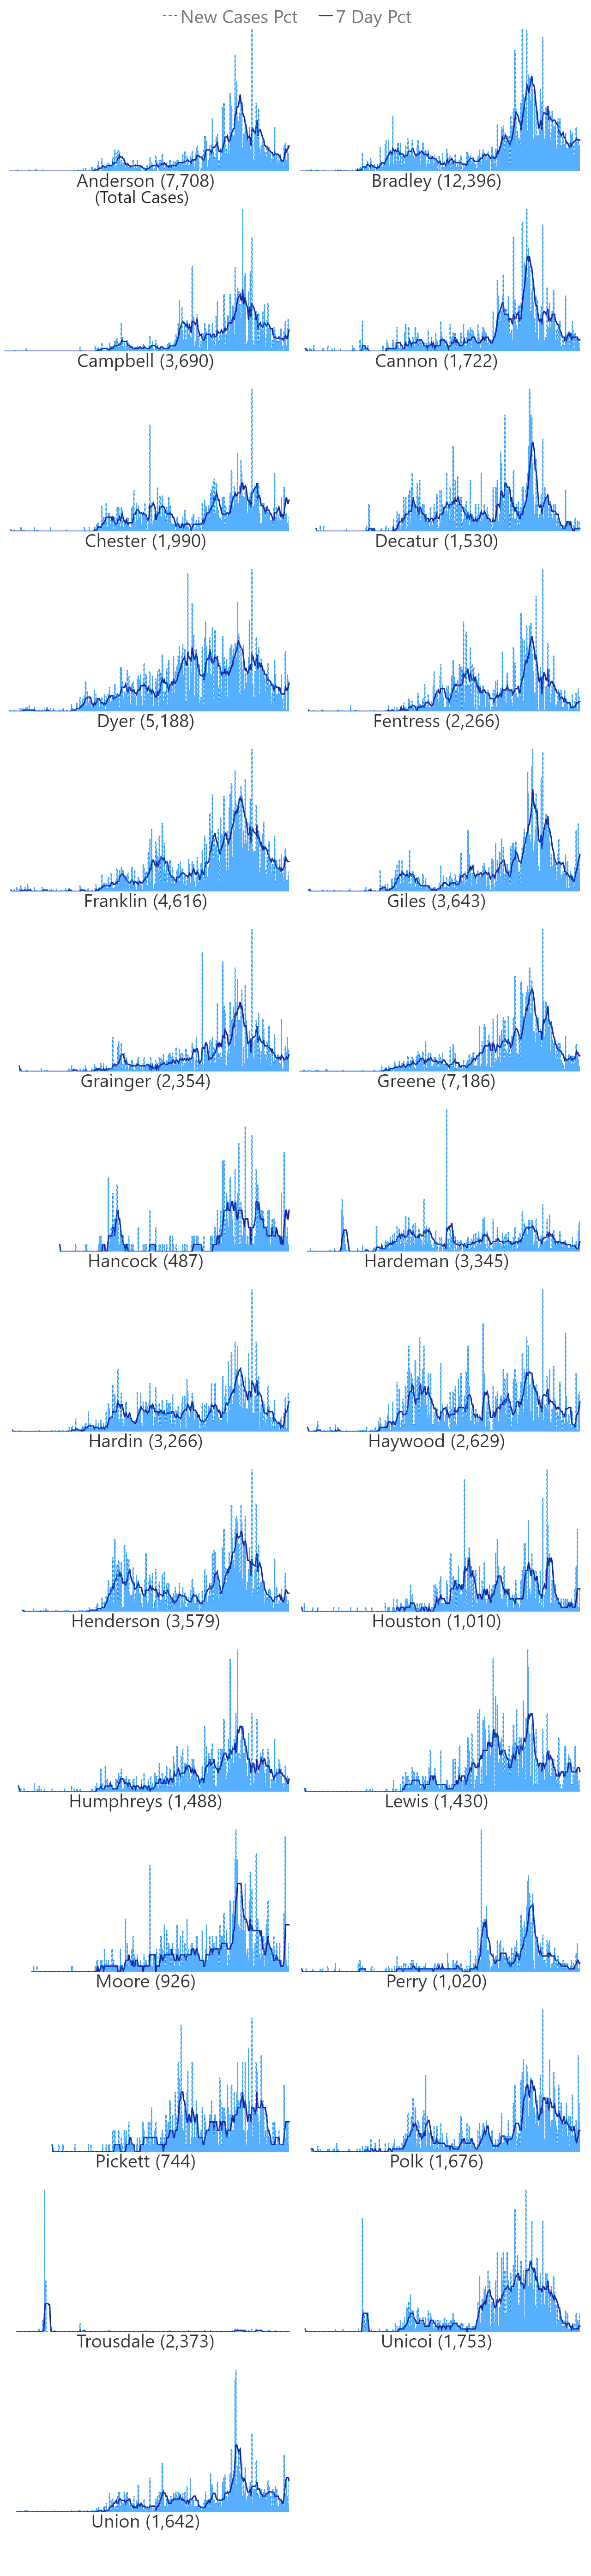 New Cases Pct 7 Day Pct
Anderson (7,708) Bradley (12,396)
(Total Cases)
Campbell (3,690) Cannon (1,722)
Chester (1,990) Decatur (1,530)
Dyer (5,188) Fentress (2,266)
Franklin (4,616) Giles (3,643)
Grainger (2,354) Greene (7,186)
Hancock (487) Hardeman (3,345)
Hardin (3,266) Haywood (2,629)
Henderson (3,579) Houston (1,010)
Humphreys (1,488) Lewis (1,430)
Moore (926) Perry (1,020)
Pickett (744) Polk (1,676)
Trousdale (2,373) Unicoi (1,753)
Union (1,642)